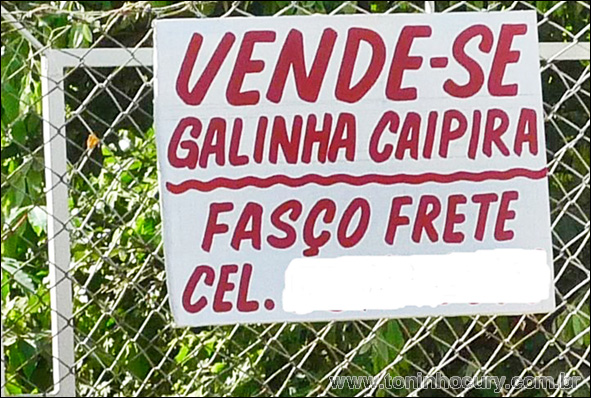 VENDE-SE
GALINHA CAIPIRA
FASÇO FRETE
CEL.
www.toninhocury.com.br